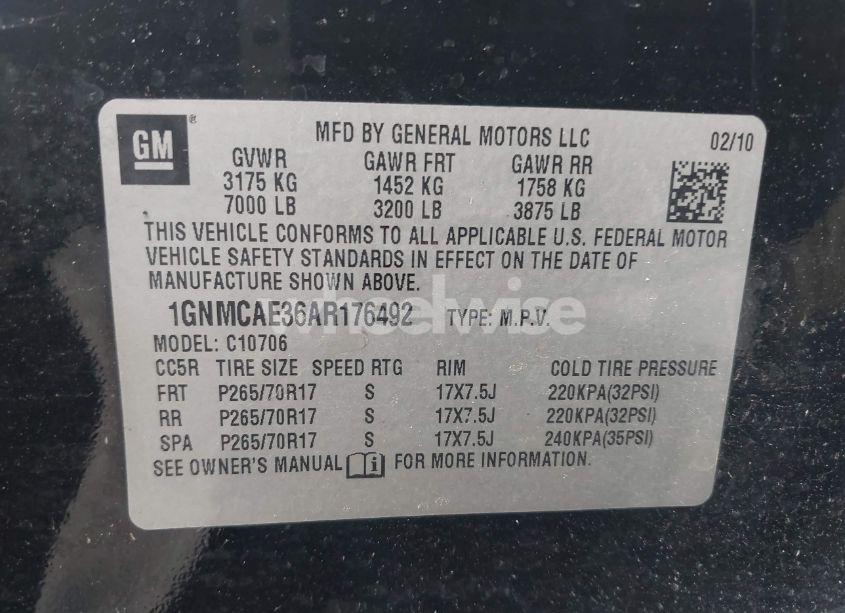 GM ® MFD BY GENERAL MOTORS LLC 02/10
GVWR GAWR FRT GAWR RR
3175 KG 1452 KG 1758 KG
7000 LB 3200 LB 3875 LB
THIS VEHICLE CONFORMS TO ALL APPLICABLE U.S. FEDERAL MOTOR
VEHICLE SAFETY STANDARDS IN EFFECT ON THE DATE OF
MANUFACTURE SHOWN ABOVE.
1GNMCAE36AR176492 TYPE: M.P.V.
wheelwise
MODEL: C10706
CC5R TIRE SIZE SPEED RTG RIM COLD TIRE PRESSURE
FRT P265/70R17 S 17X7.5J 220KPA(32PSI)
RR P265/70R17 S 17X7.5J 220KPA(32PSI)
SPA P265/70R17 S 17X7.5J 240KPA(35PSI)
SEE OWNER'S MANUAL i FOR MORE INFORMATION.